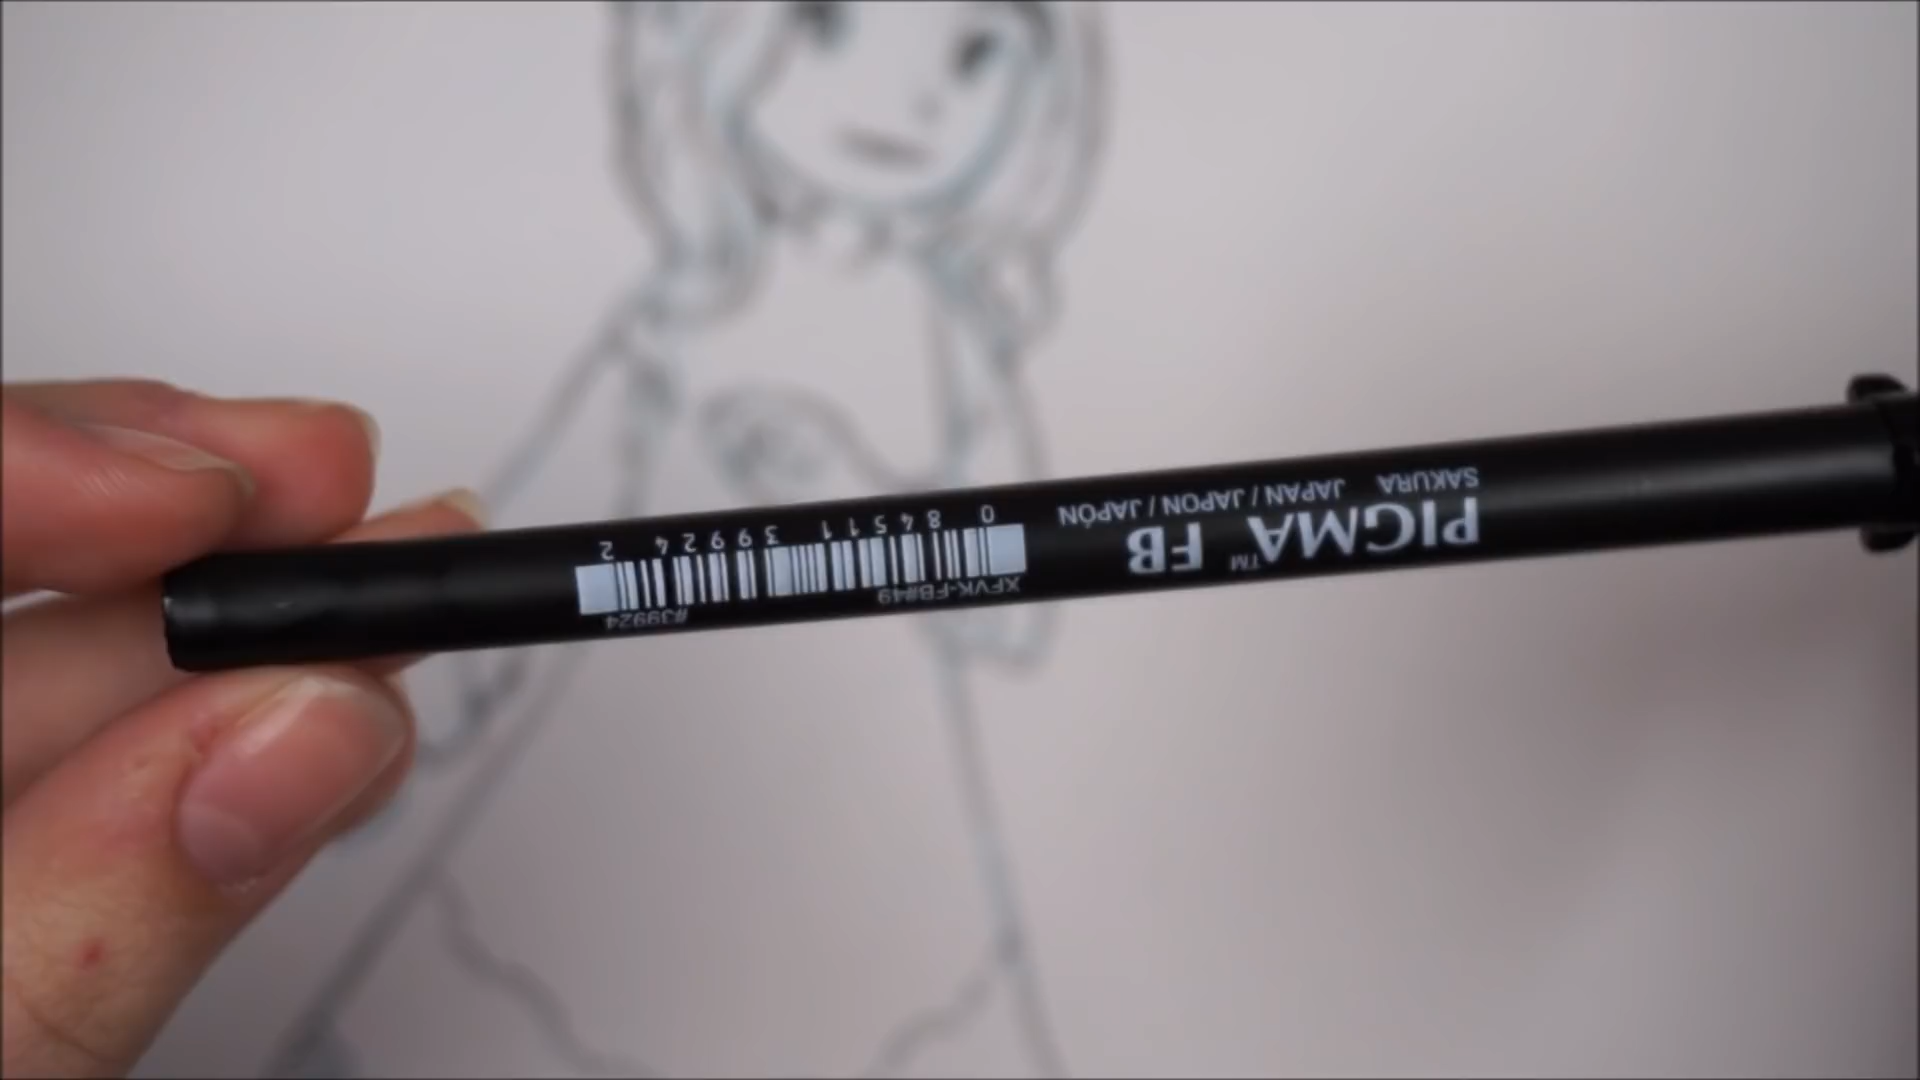 PIGMA™ FB
SAKURA JAPAN / JAPON / JAPÓN
XFVK-FB#49 #39924
0 84511 39924 2